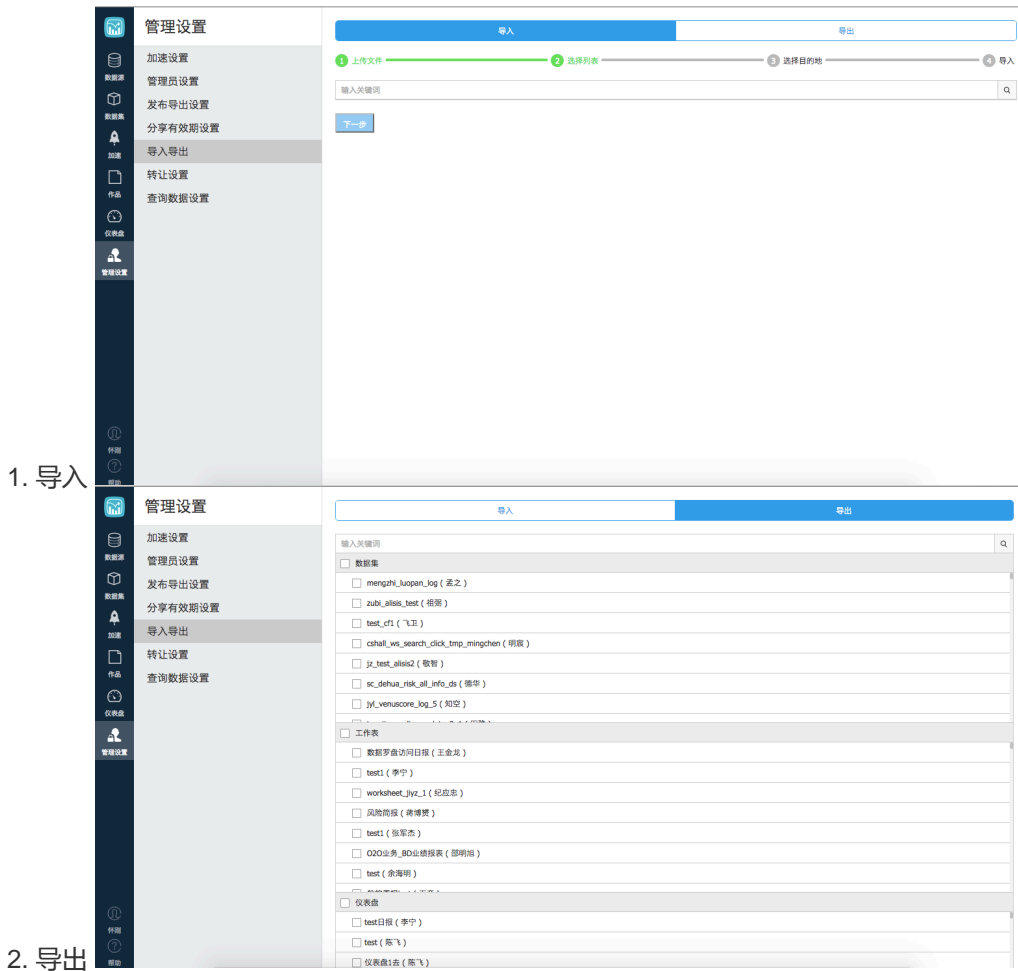 管理设置
导入
导出
数据源
数据集
加速
作品
仪表盘
管理设置
怀刚
帮助
加速设置
管理员设置
发布导出设置
分享有效期设置
导入导出
转让设置
查询数据设置
1 上传文件
2 选择列表
3 选择目的地
4 导入
输入关键词
下一步
1. 导入
管理设置
导入
导出
数据源
数据集
加速
作品
仪表盘
管理设置
怀刚
帮助
加速设置
管理员设置
发布导出设置
分享有效期设置
导入导出
转让设置
查询数据设置
输入关键词
数据集
mengzhi_luopan_log ( 孟之 )
zubi_alisis_test ( 祖弼 )
test_cf1 ( 飞卫 )
cshall_ws_search_click_tmp_mingchen ( 明宸 )
jz_test_alisis2 ( 敬智 )
sc_dehua_risk_all_info_ds ( 德华 )
jyl_venuscore_log_5 ( 知空 )
工作表
数据罗盘访问日报 ( 王金龙 )
test1 ( 李宁 )
worksheet_jiyz_1 ( 纪应忠 )
风险简报 ( 蒋博赟 )
test1 ( 张军杰 )
O2O业务_BD业绩报表 ( 邵明旭 )
test ( 余海明 )
仪表盘
test日报 ( 李宁 )
test ( 陈飞 )
仪表盘1去 ( 陈飞 )
2. 导出